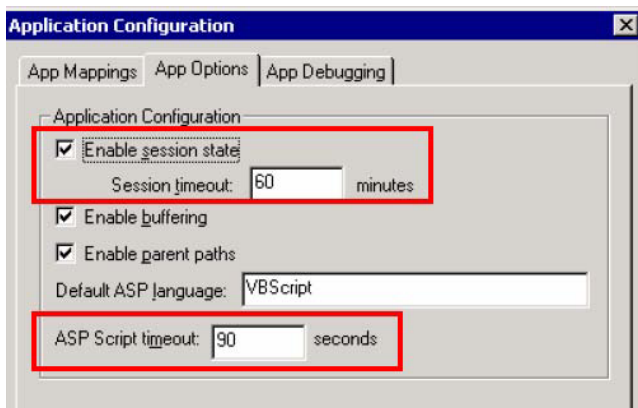 Application Configuration
App Mappings App Options App Debugging
Application Configuration
Enable session state
Session timeout: 60 minutes
Enable buffering
Enable parent paths
Default ASP language: VBScript
ASP Script timeout: 90 seconds